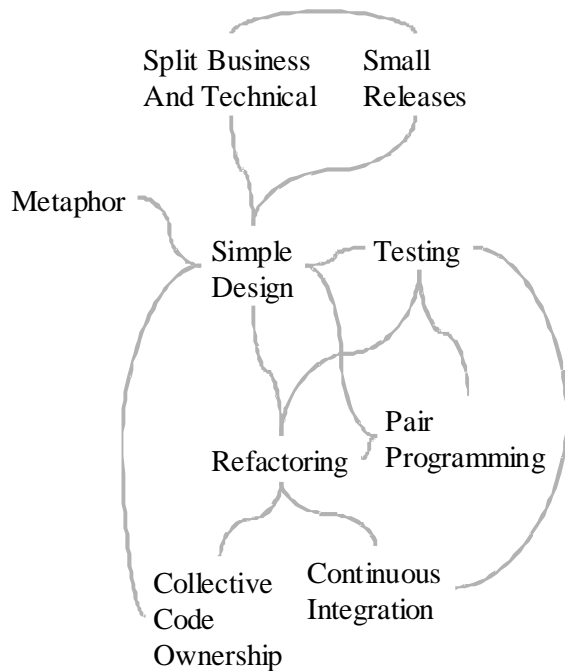 Split Business
And Technical
Small
Releases
Metaphor
Simple
Design
Testing
Refactoring
Pair
Programming
Collective
Code
Ownership
Continuous
Integration